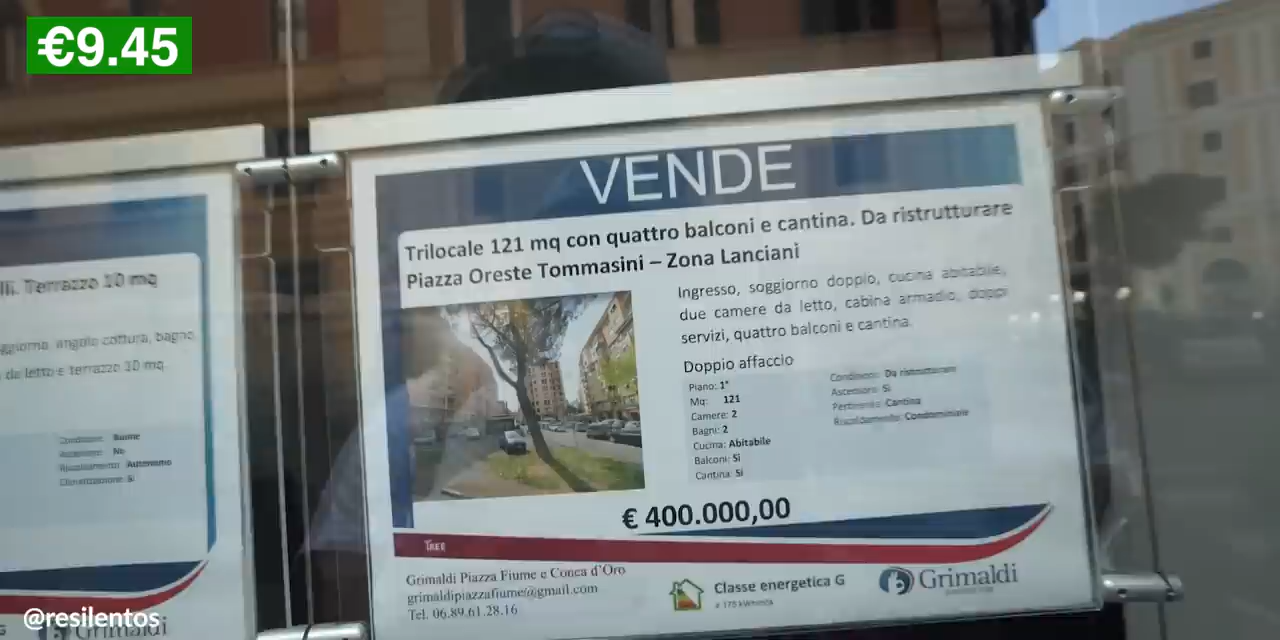 €9.45
VENDE
Trilocale 121 mq con quattro balconi e cantina. Da ristrutturare
Piazza Oreste Tommasini – Zona Lanciani
Ingresso, soggiorno doppio, cucina abitabile,
due camere da letto, cabina armadio, doppi
servizi, quattro balconi e cantina.
Doppio affaccio
Piano: 1°
Mq: 121
Camere: 2
Bagni: 2
Cucina: Abitabile
Balconi: Si
Cantina: Si
Condizioni: Da ristrutturare
Ascensore: Si
Pertinenze: Cantina
Riscaldamento: Condominiale
€ 400.000,00
TREE
Grimaldi Piazza Fiume e Conca d'Oro
grimaldipiazzafiume@gmail.com
Tel. 06.89.61.28.16
Classe energetica G
Grimaldi
lli. Terrazzo 10 mq
ggiorno, angolo cottura, bagno
da letto e terrazzo 10 mq
Condizioni: Buone
Ascensore: No
Riscaldamento: Autonomo
Climatizzazione: Si
G
Grimaldi
@resilentos